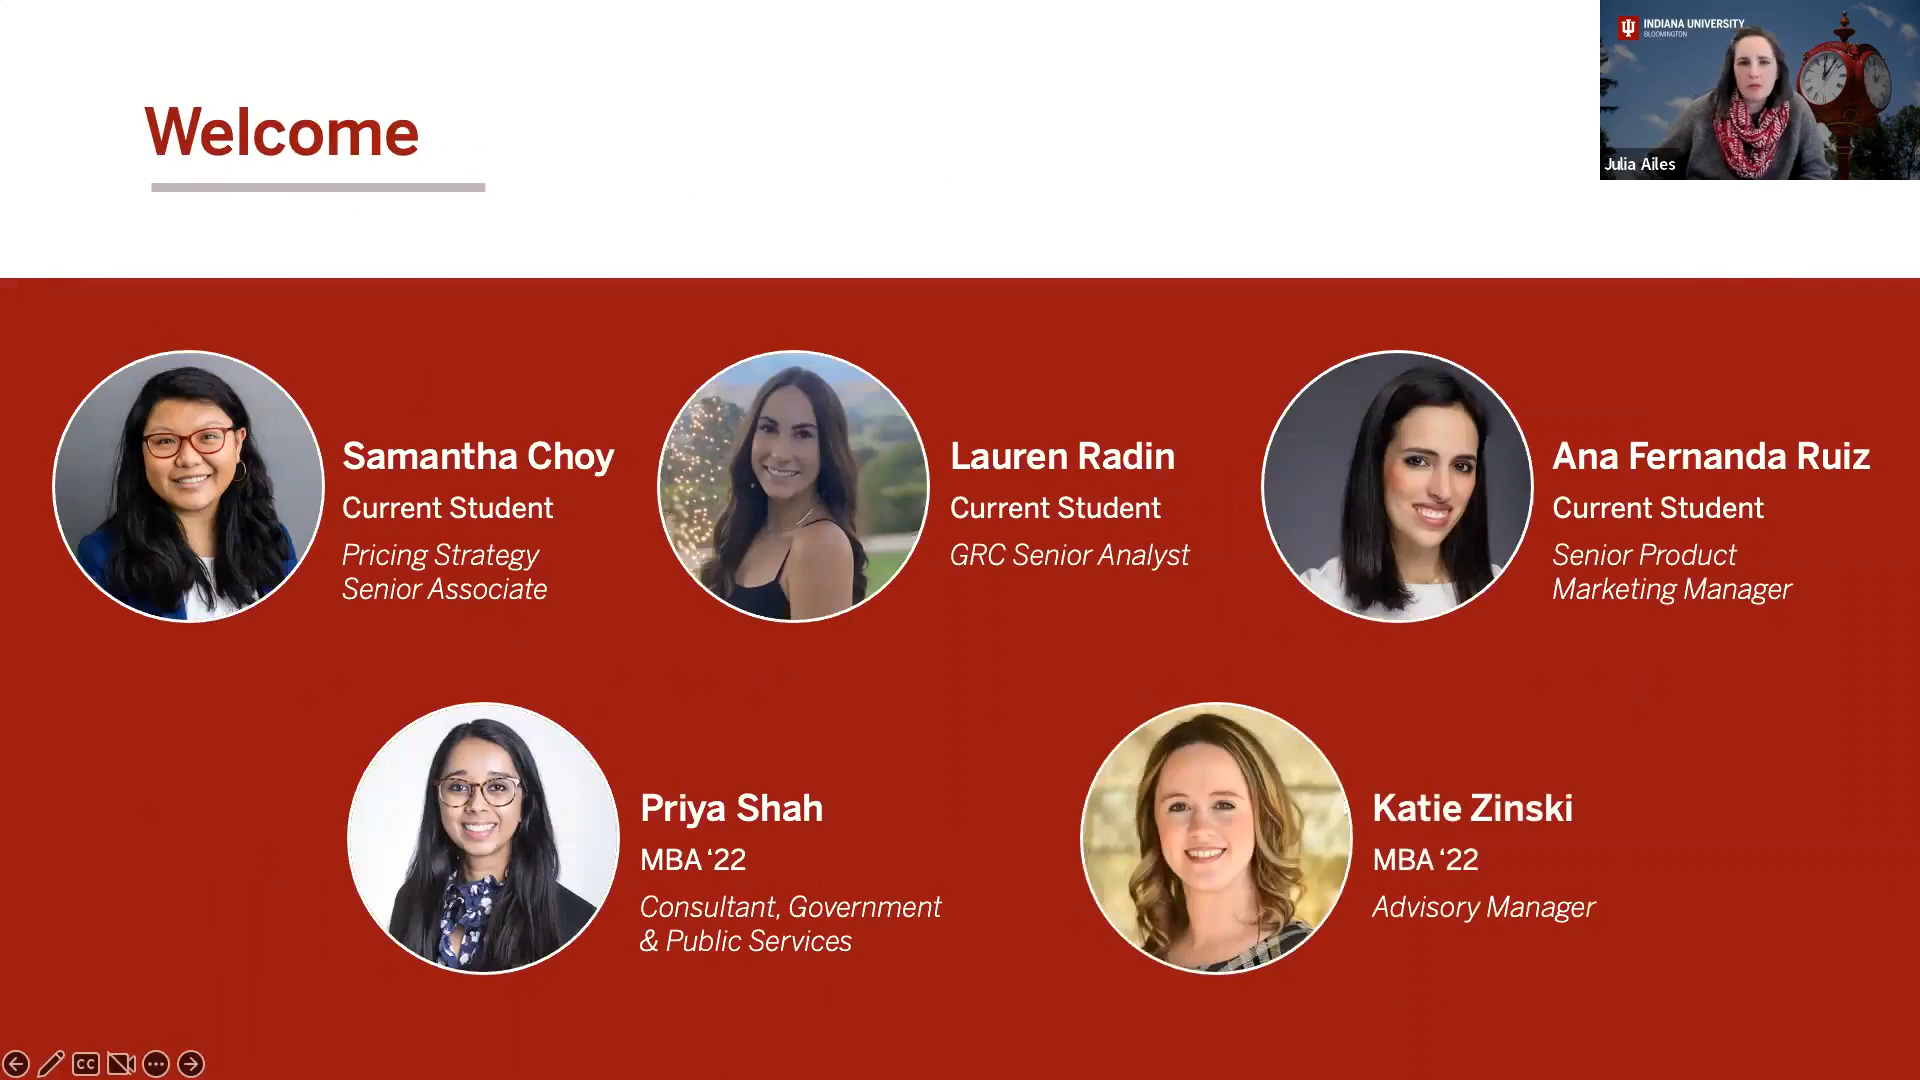 Welcome
INDIANA UNIVERSITY
BLOOMINGTON
Julia Ailes
Samantha Choy
Current Student
Pricing Strategy
Senior Associate
Lauren Radin
Current Student
GRC Senior Analyst
Ana Fernanda Ruiz
Current Student
Senior Product
Marketing Manager
Priya Shah
MBA ‘22
Consultant, Government
& Public Services
Katie Zinski
MBA ‘22
Advisory Manager
CC